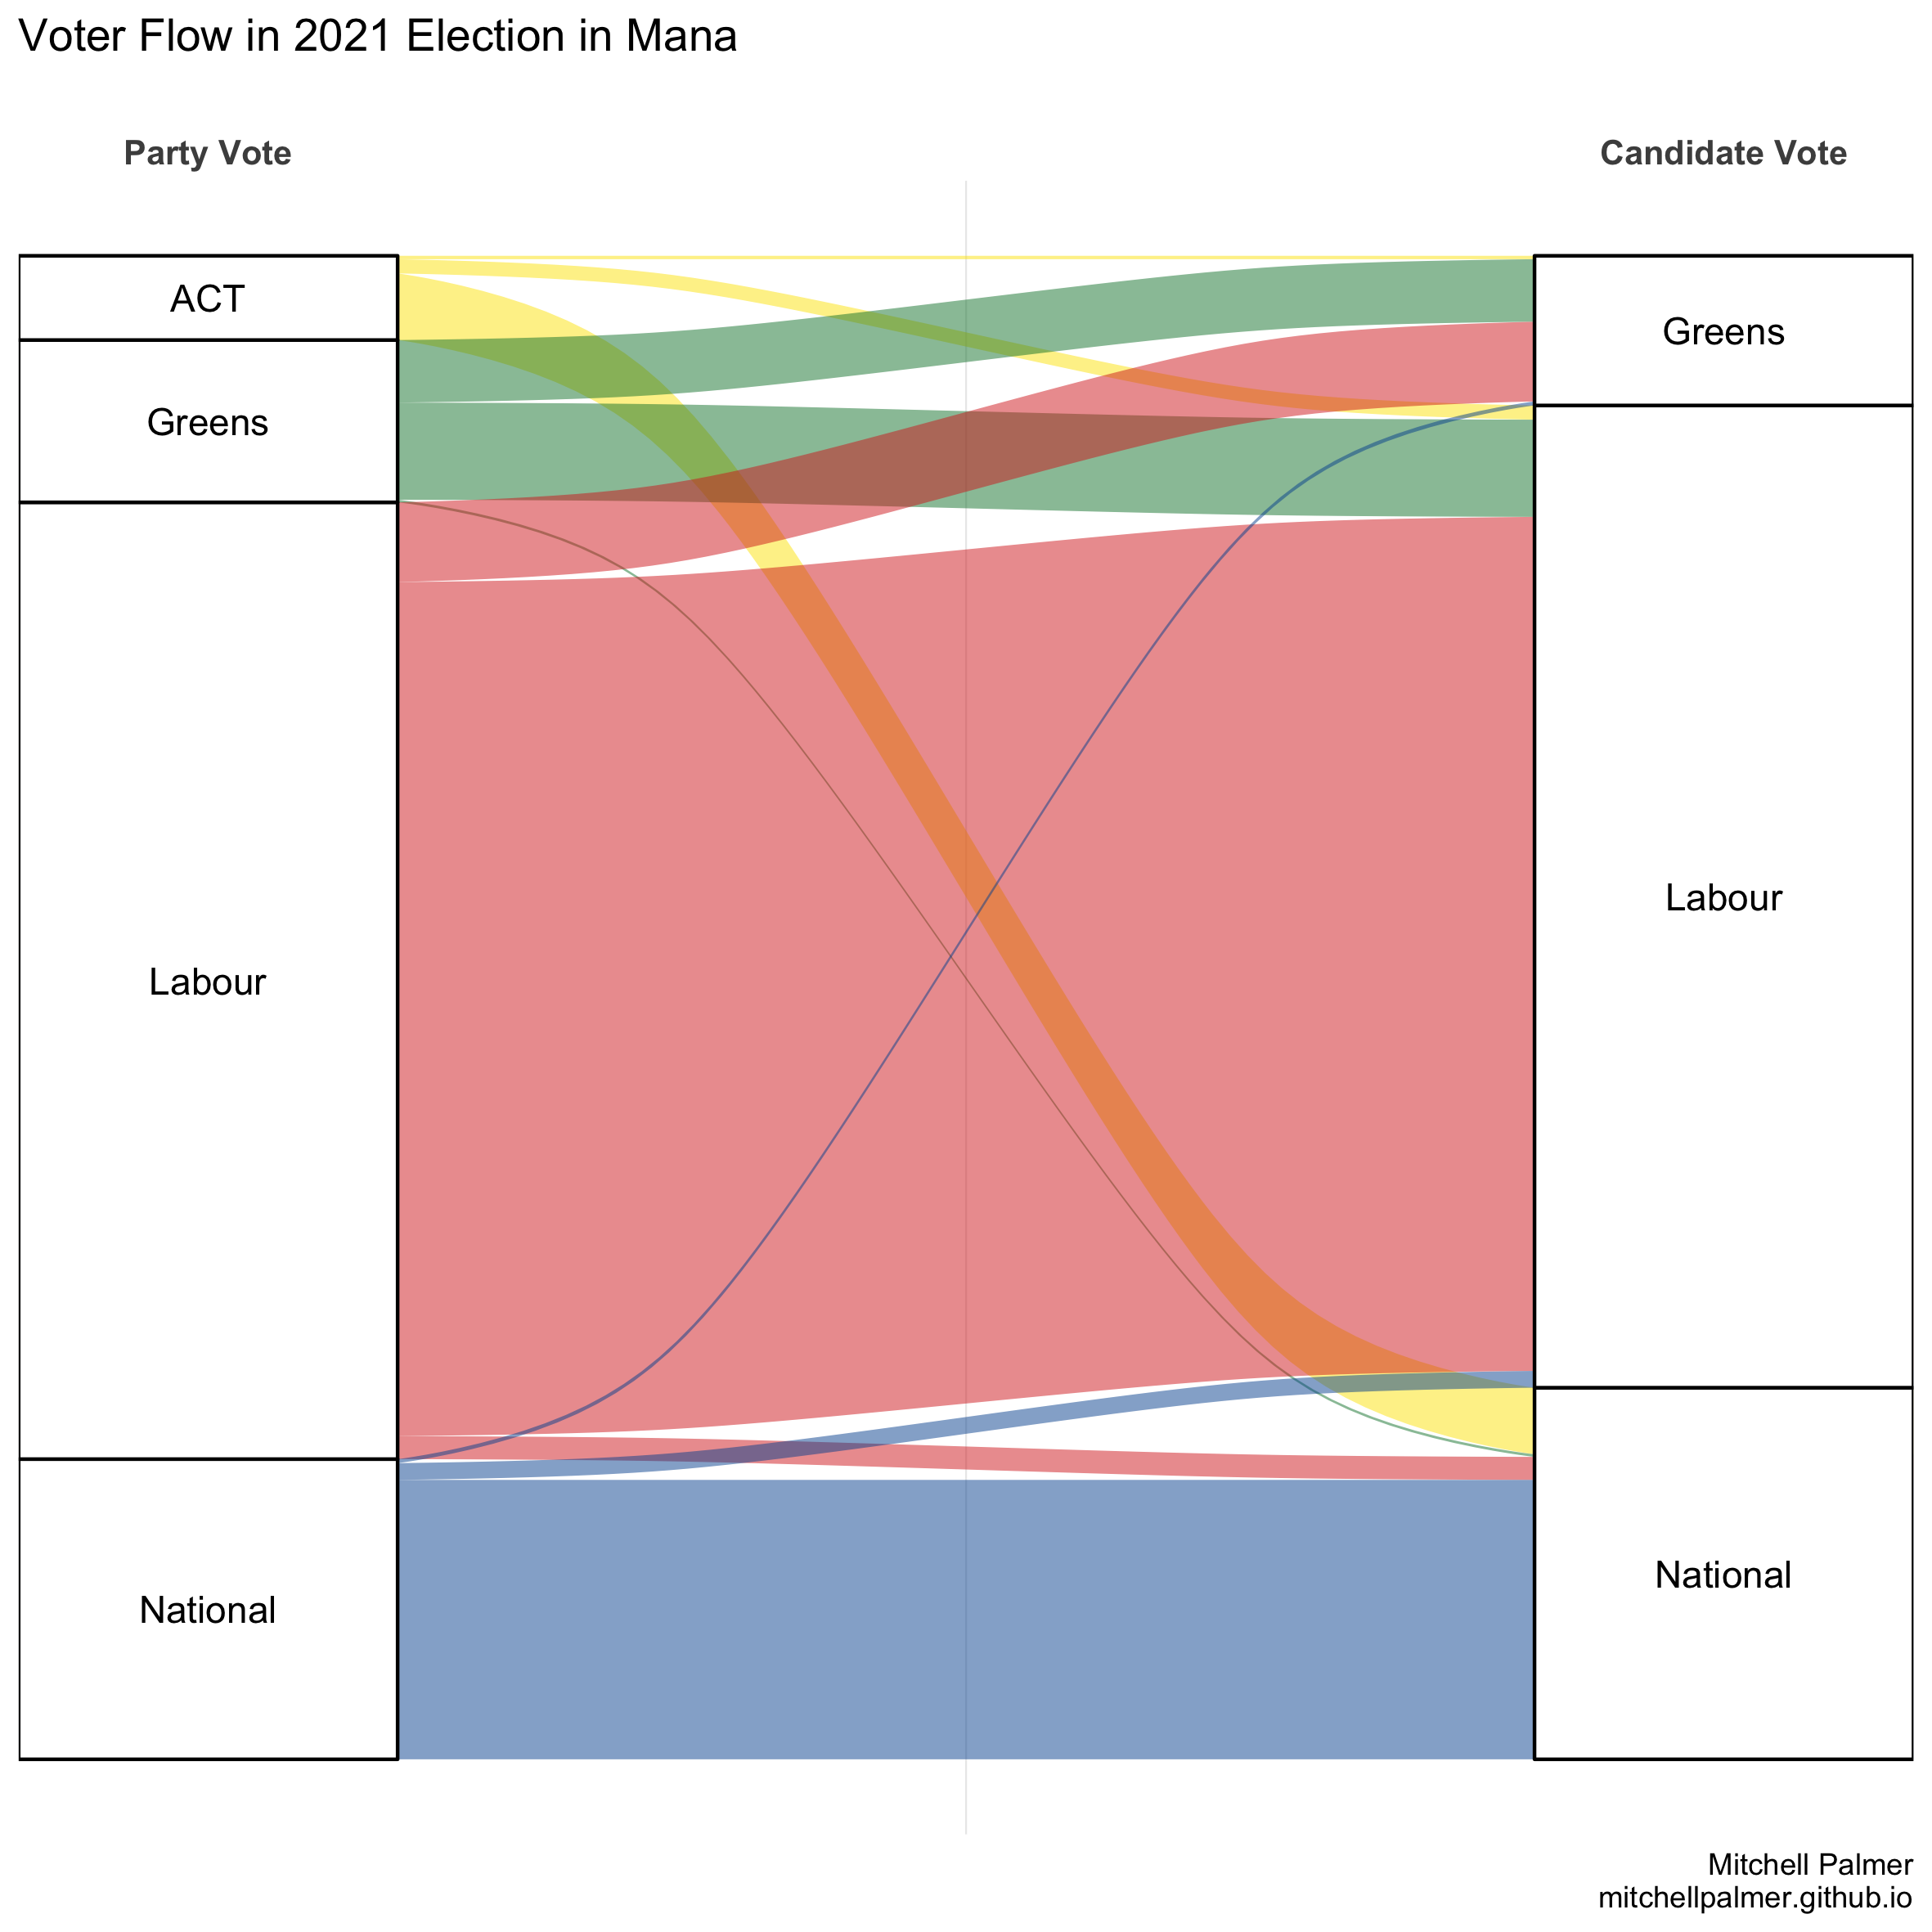 Voter Flow in 2021 Election in Mana
Party Vote
Candidate Vote
ACT
Greens
Labour
National
Greens
Labour
National
Mitchell Palmer
mitchellpalmer.github.io